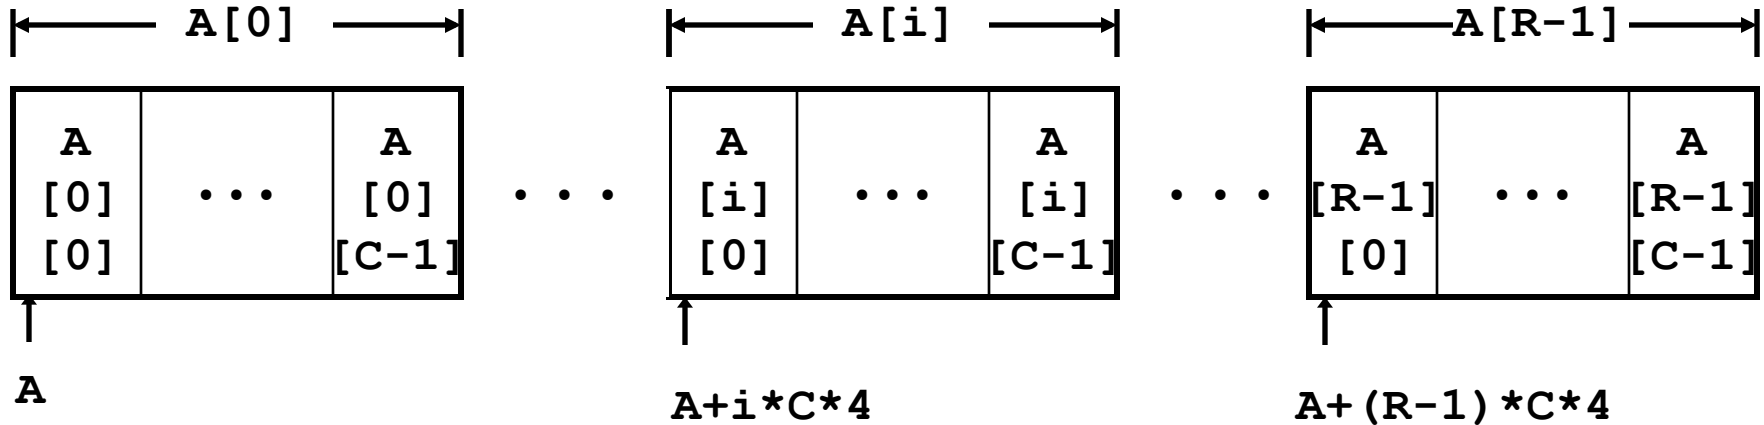 A[0] A[i] A[R-1]
A ••• A • • • A ••• A • • • A ••• A
[0] [0] [i] [i] [R-1] [R-1]
[0] [C-1] [0] [C-1] [0] [C-1]
A A+i*C*4 A+(R-1)*C*4